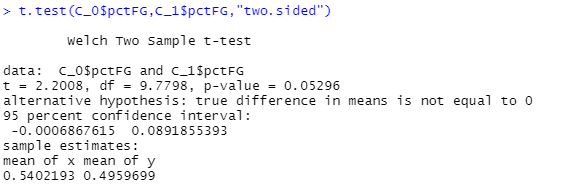 > t.test(C_0$pctFG,C_1$pctFG,"two.sided")
Welch Two Sample t-test
data:  C_0$pctFG and C_1$pctFG
t = 2.2008, df = 9.7798, p-value = 0.05296
alternative hypothesis: true difference in means is not equal to 0
95 percent confidence interval:
 -0.0006867615  0.0891855393
sample estimates:
mean of x mean of y
0.5402193 0.4959699